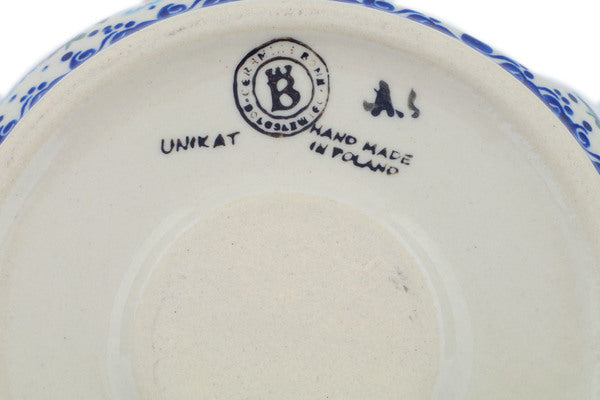 B
A.S
UNIKAT
HAND MADE
IN POLAND